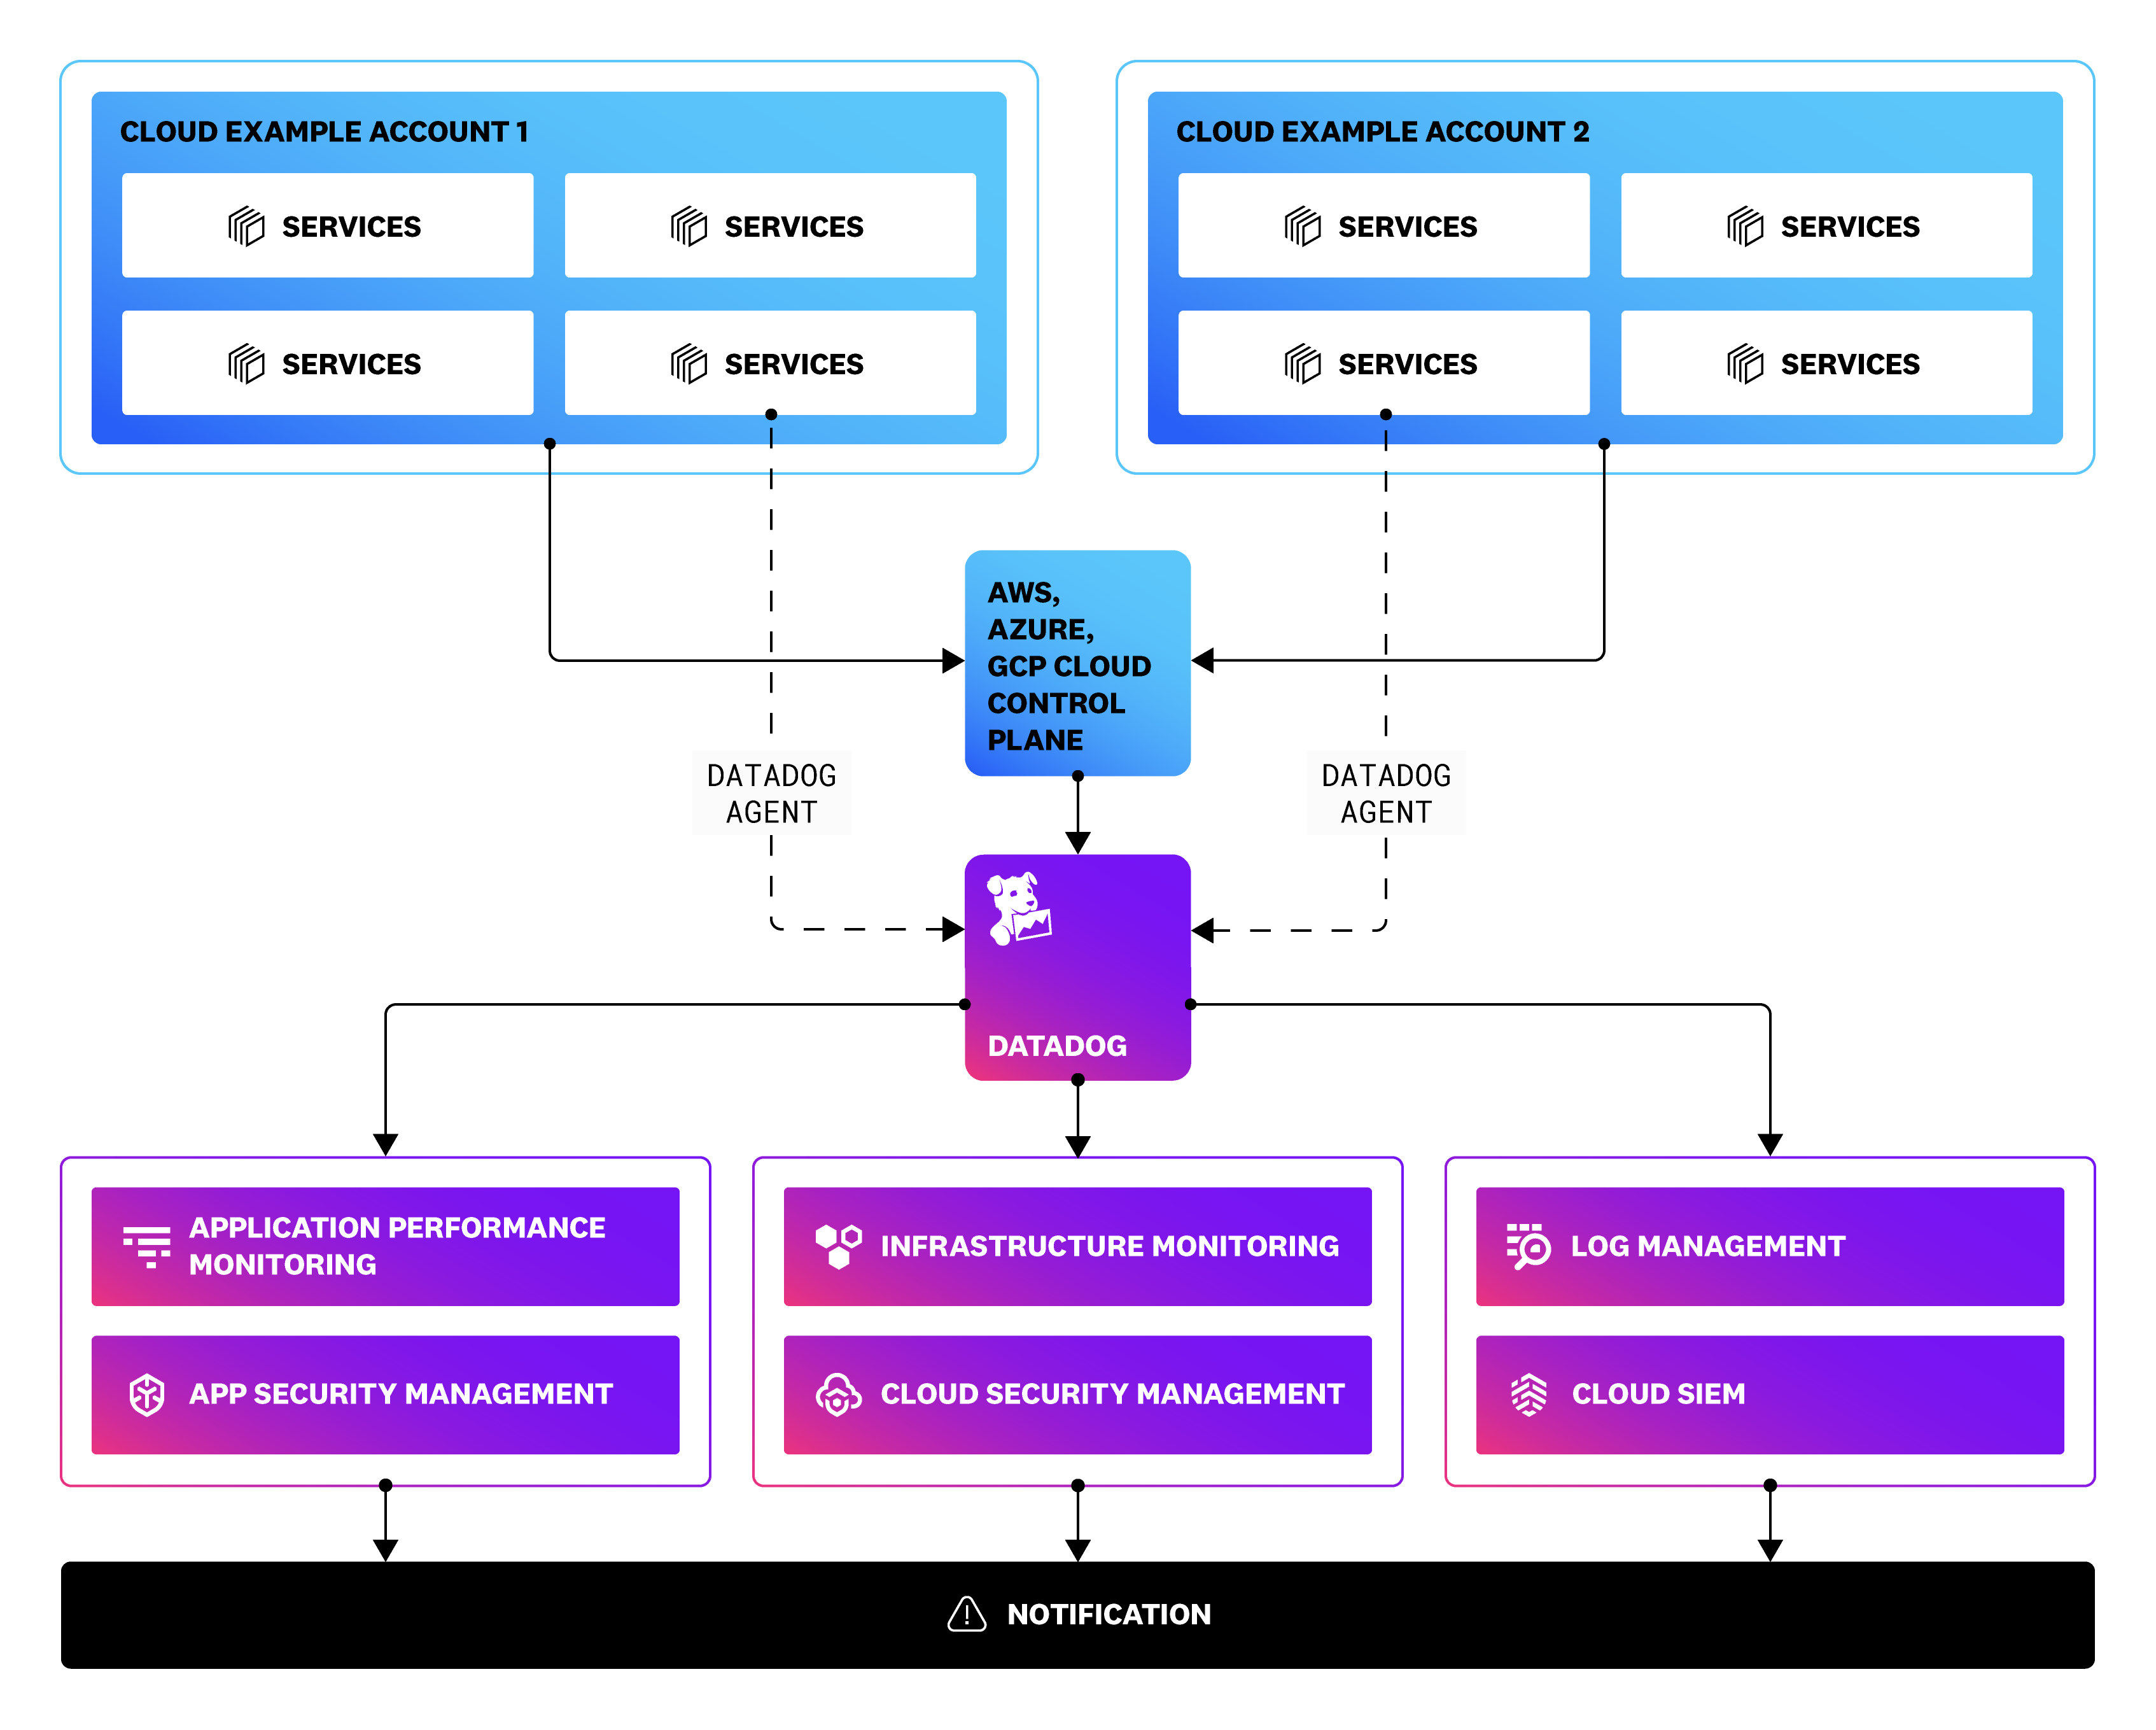 CLOUD EXAMPLE ACCOUNT 1
SERVICES
SERVICES
SERVICES
SERVICES
CLOUD EXAMPLE ACCOUNT 2
SERVICES
SERVICES
SERVICES
SERVICES
AWS,
AZURE,
GCP CLOUD
CONTROL
PLANE
DATADOG
AGENT
DATADOG
AGENT
DATADOG
APPLICATION PERFORMANCE
MONITORING
APP SECURITY MANAGEMENT
INFRASTRUCTURE MONITORING
CLOUD SECURITY MANAGEMENT
LOG MANAGEMENT
CLOUD SIEM
NOTIFICATION